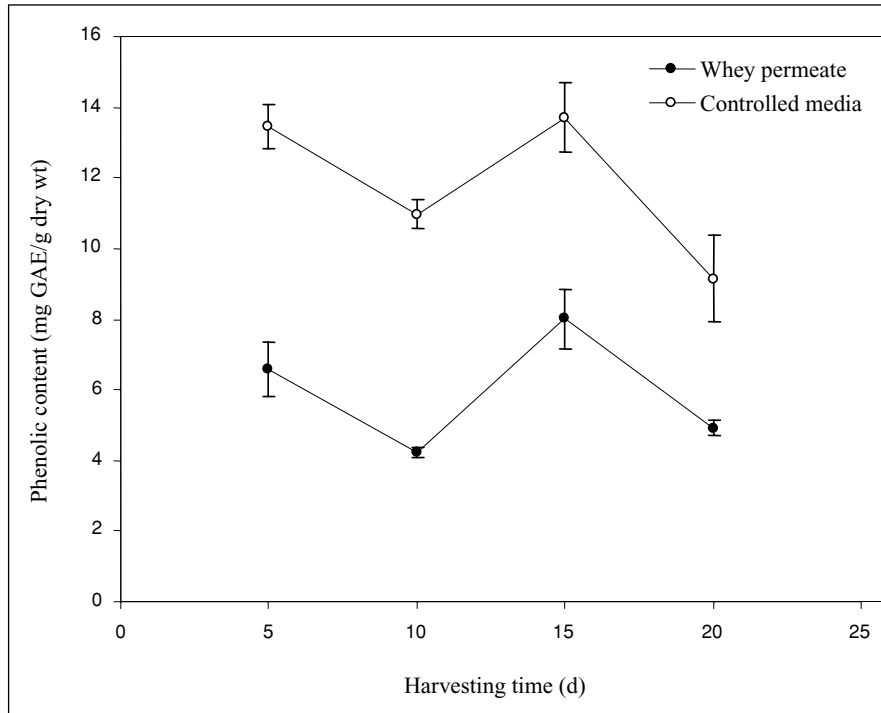 16
14
12
10
8
6
4
2
0
Phenolic content (mg GAE/g dry wt)
Whey permeate
Controlled media
0 5 10 15 20 25
Harvesting time (d)